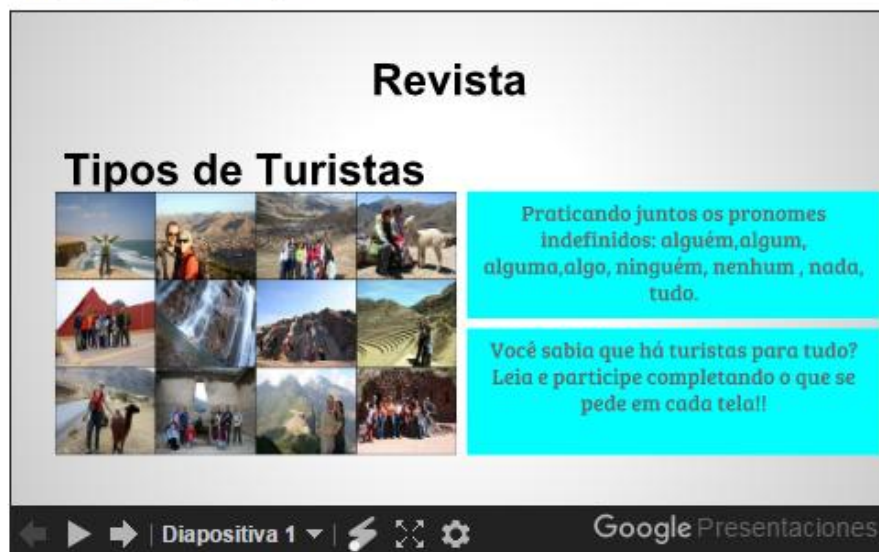 Revista
Tipos de Turistas
Praticando juntos os pronomes
indefinidos: alguém,algum,
alguma,algo, ninguém, nenhum , nada,
tudo.
Você sabia que há turistas para tudo?
Leia e participe completando o que se
pede em cada tela!!
Diapositiva 1
Google Presentaciones